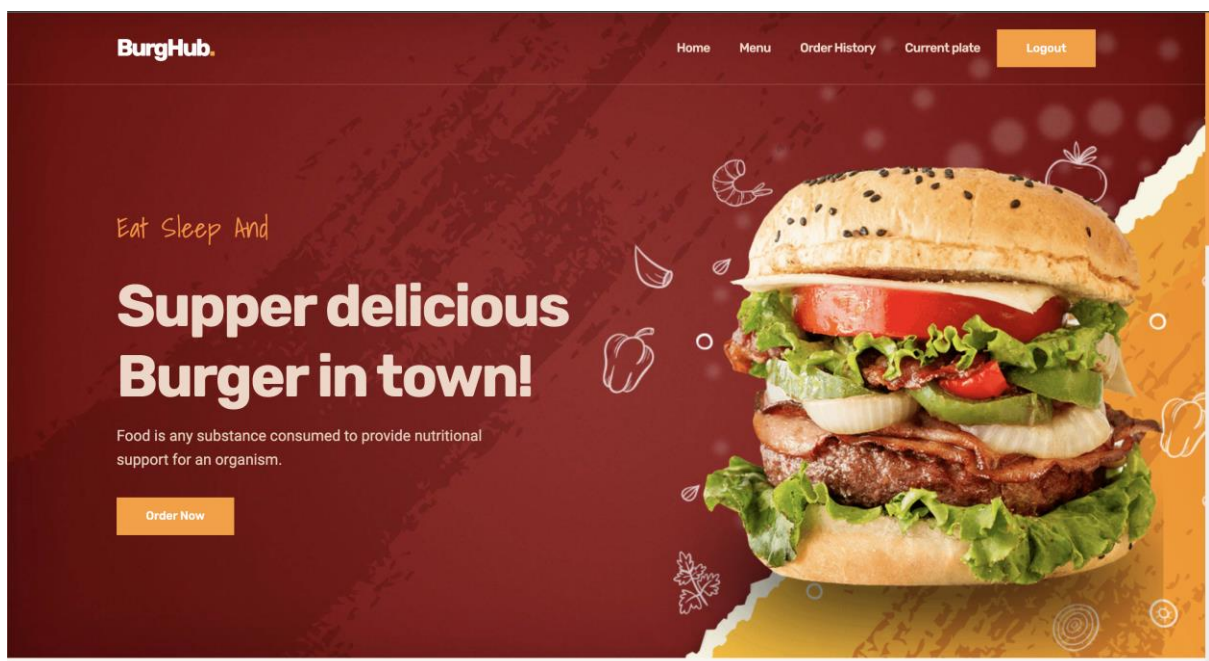 BurgHub.
Home Menu Order History Current plate Logout
Eat Sleep And
Supper delicious
Burger in town!
Food is any substance consumed to provide nutritional
support for an organism.
Order Now